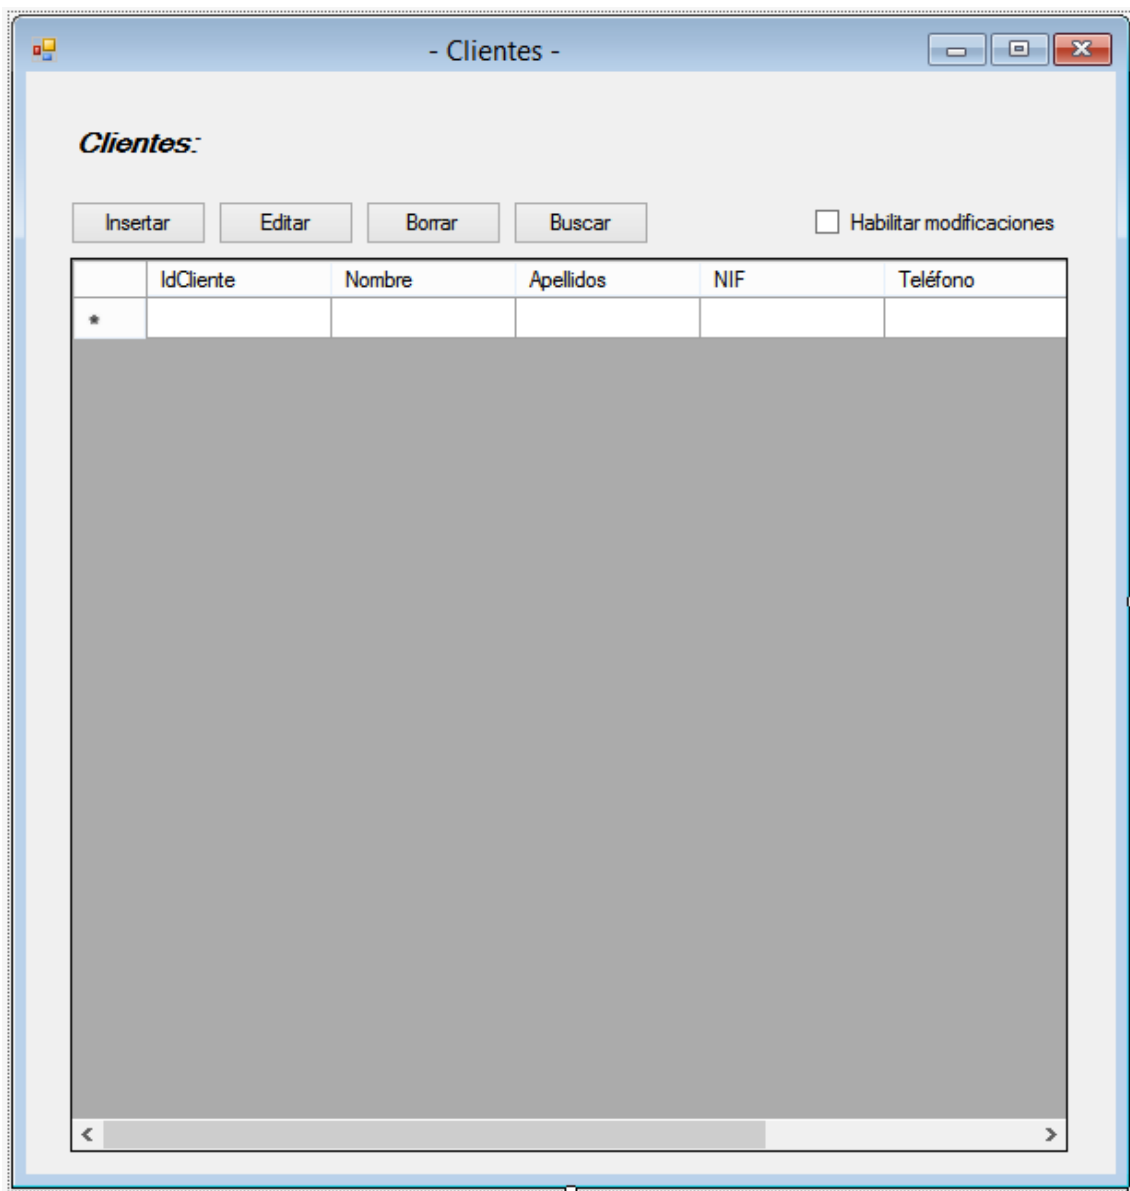 - Clientes -
Clientes:
Insertar Editar Borrar Buscar Habilitar modificaciones
IdCliente Nombre Apellidos NIF Teléfono